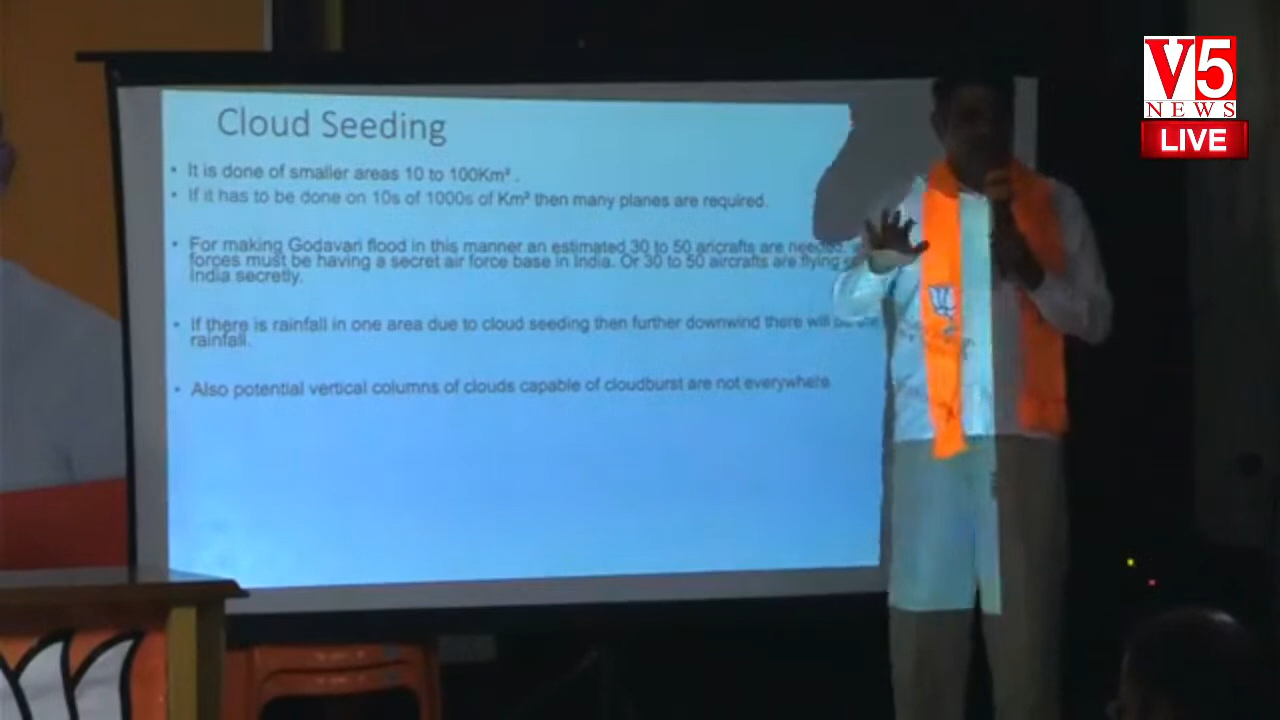 Cloud Seeding
• It is done of smaller areas 10 to 100Km² .
• If it has to be done on 10s of 1000s of Km² then many planes are required.
• For making Godavari flood in this manner an estimated 30 to 50 aricrafts are needed.
forces must be having a secret air force base in India. Or 30 to 50 aircrafts are flying
India secretly.
• If there is rainfall in one area due to cloud seeding then further downwind there will be
rainfall.
• Also potential vertical columns of clouds capable of cloudburst are not everywhere.
V5
NEWS
LIVE